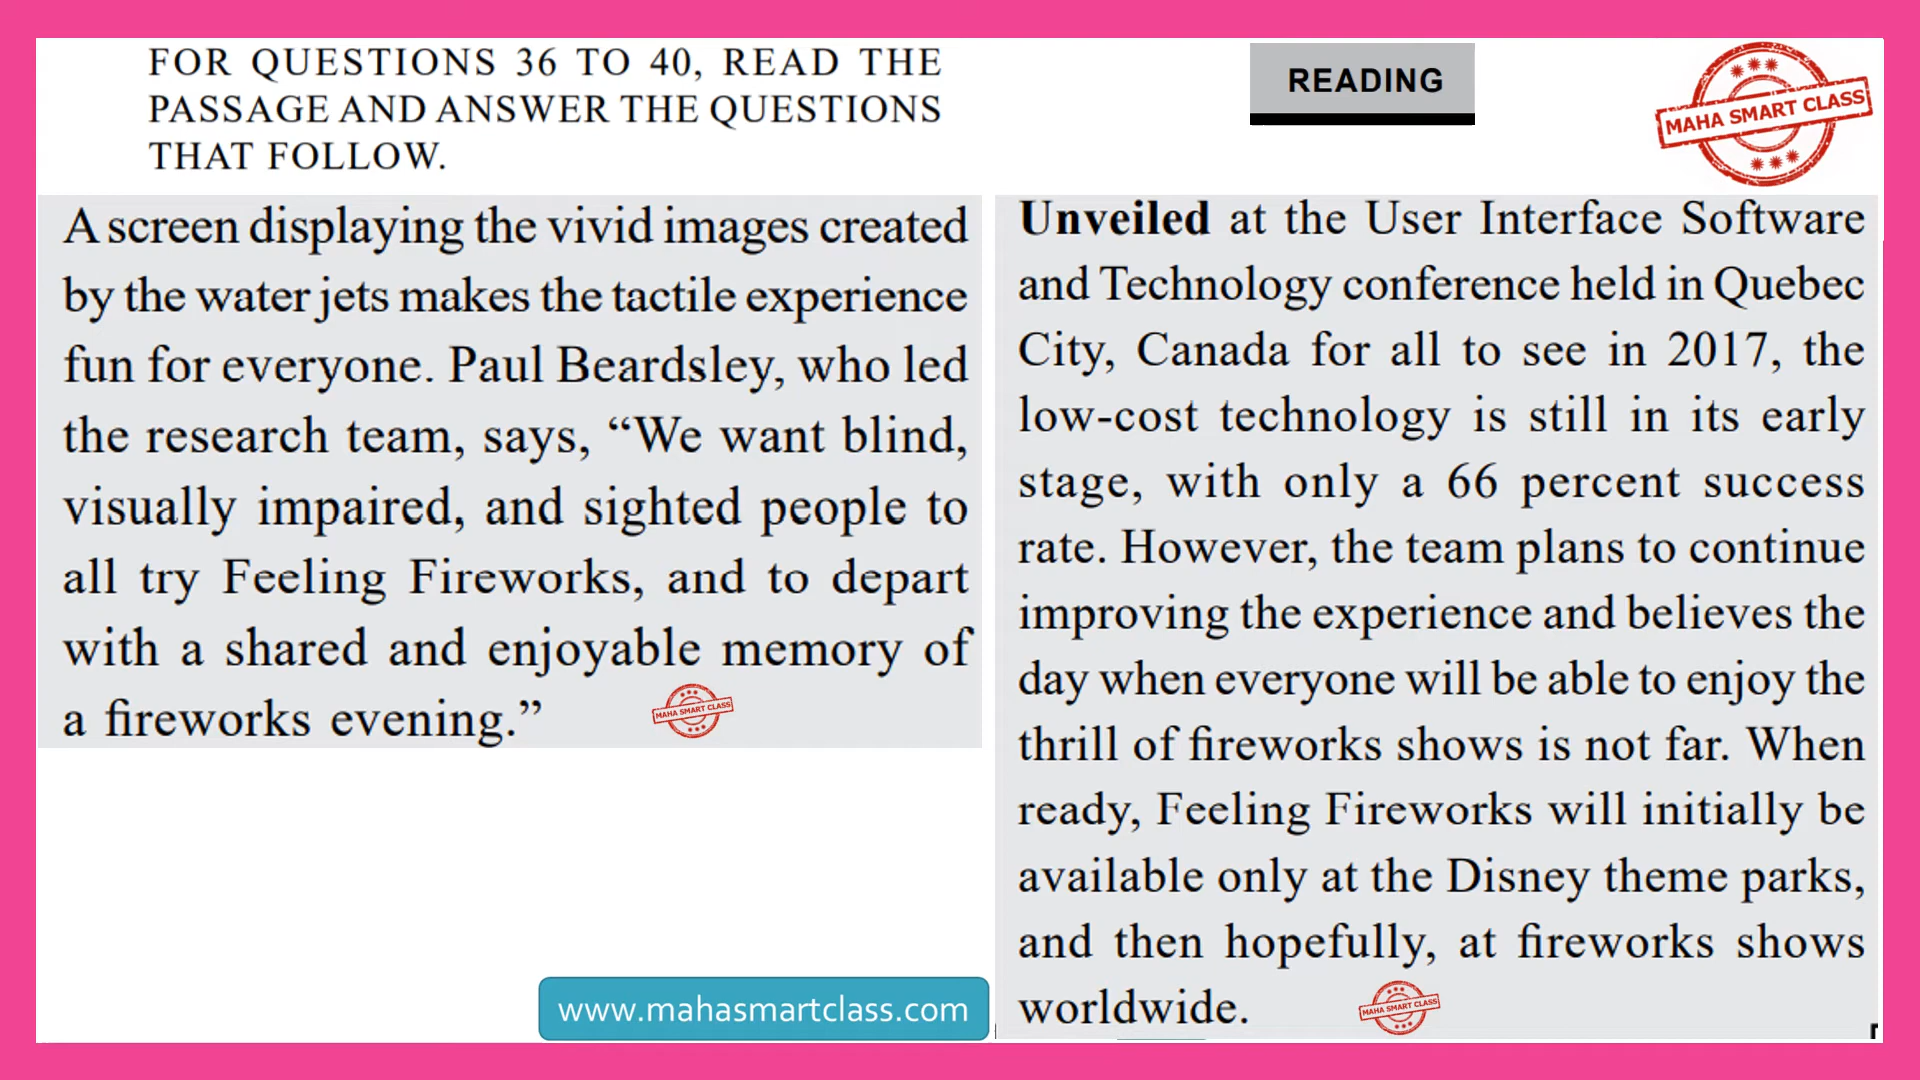 FOR QUESTIONS 36 TO 40, READ THE
PASSAGE AND ANSWER THE QUESTIONS
THAT FOLLOW.
READING
MAHA SMART CLASS
A screen displaying the vivid images created
by the water jets makes the tactile experience
fun for everyone. Paul Beardsley, who led
the research team, says, “We want blind,
visually impaired, and sighted people to
all try Feeling Fireworks, and to depart
with a shared and enjoyable memory of
a fireworks evening.”
MAHA SMART CLASS
Unveiled at the User Interface Software
and Technology conference held in Quebec
City, Canada for all to see in 2017, the
low-cost technology is still in its early
stage, with only a 66 percent success
rate. However, the team plans to continue
improving the experience and believes the
day when everyone will be able to enjoy the
thrill of fireworks shows is not far. When
ready, Feeling Fireworks will initially be
available only at the Disney theme parks,
and then hopefully, at fireworks shows
worldwide.
MAHA SMART CLASS
www.mahasmartclass.com